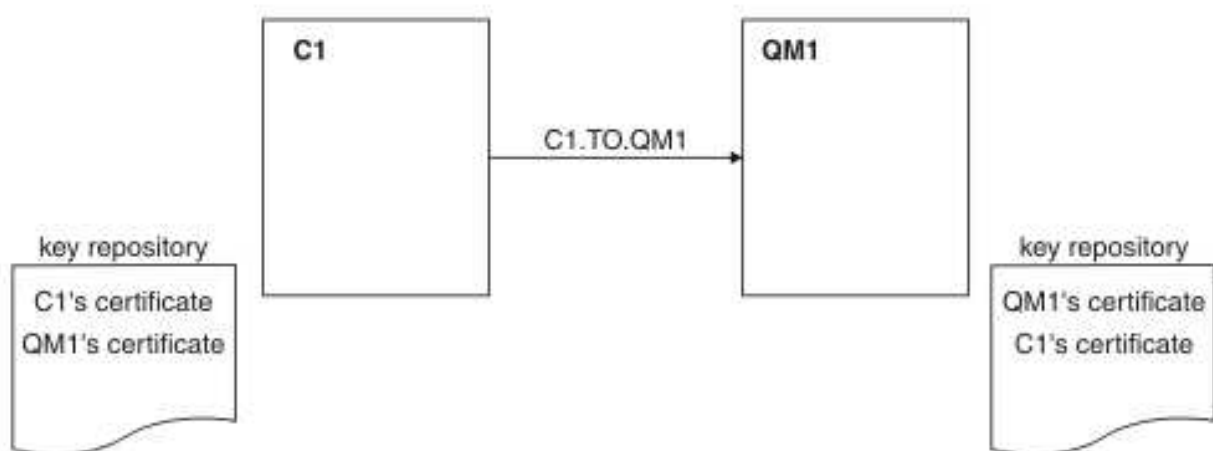 C1
QM1
C1.TO.QM1
key repository
C1's certificate
QM1's certificate
key repository
QM1's certificate
C1's certificate